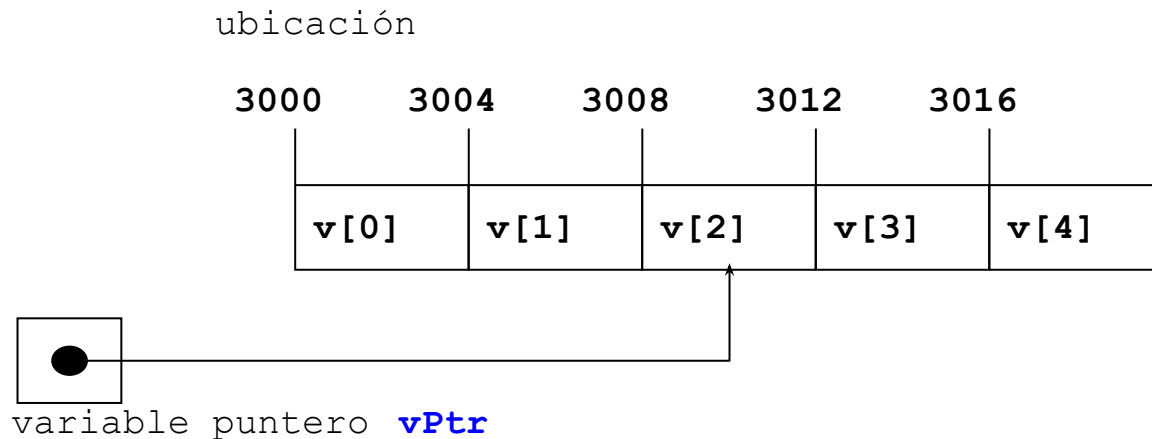 ubicación
3000 3004 3008 3012 3016
v[0] v[1] v[2] v[3] v[4]
variable puntero vPtr